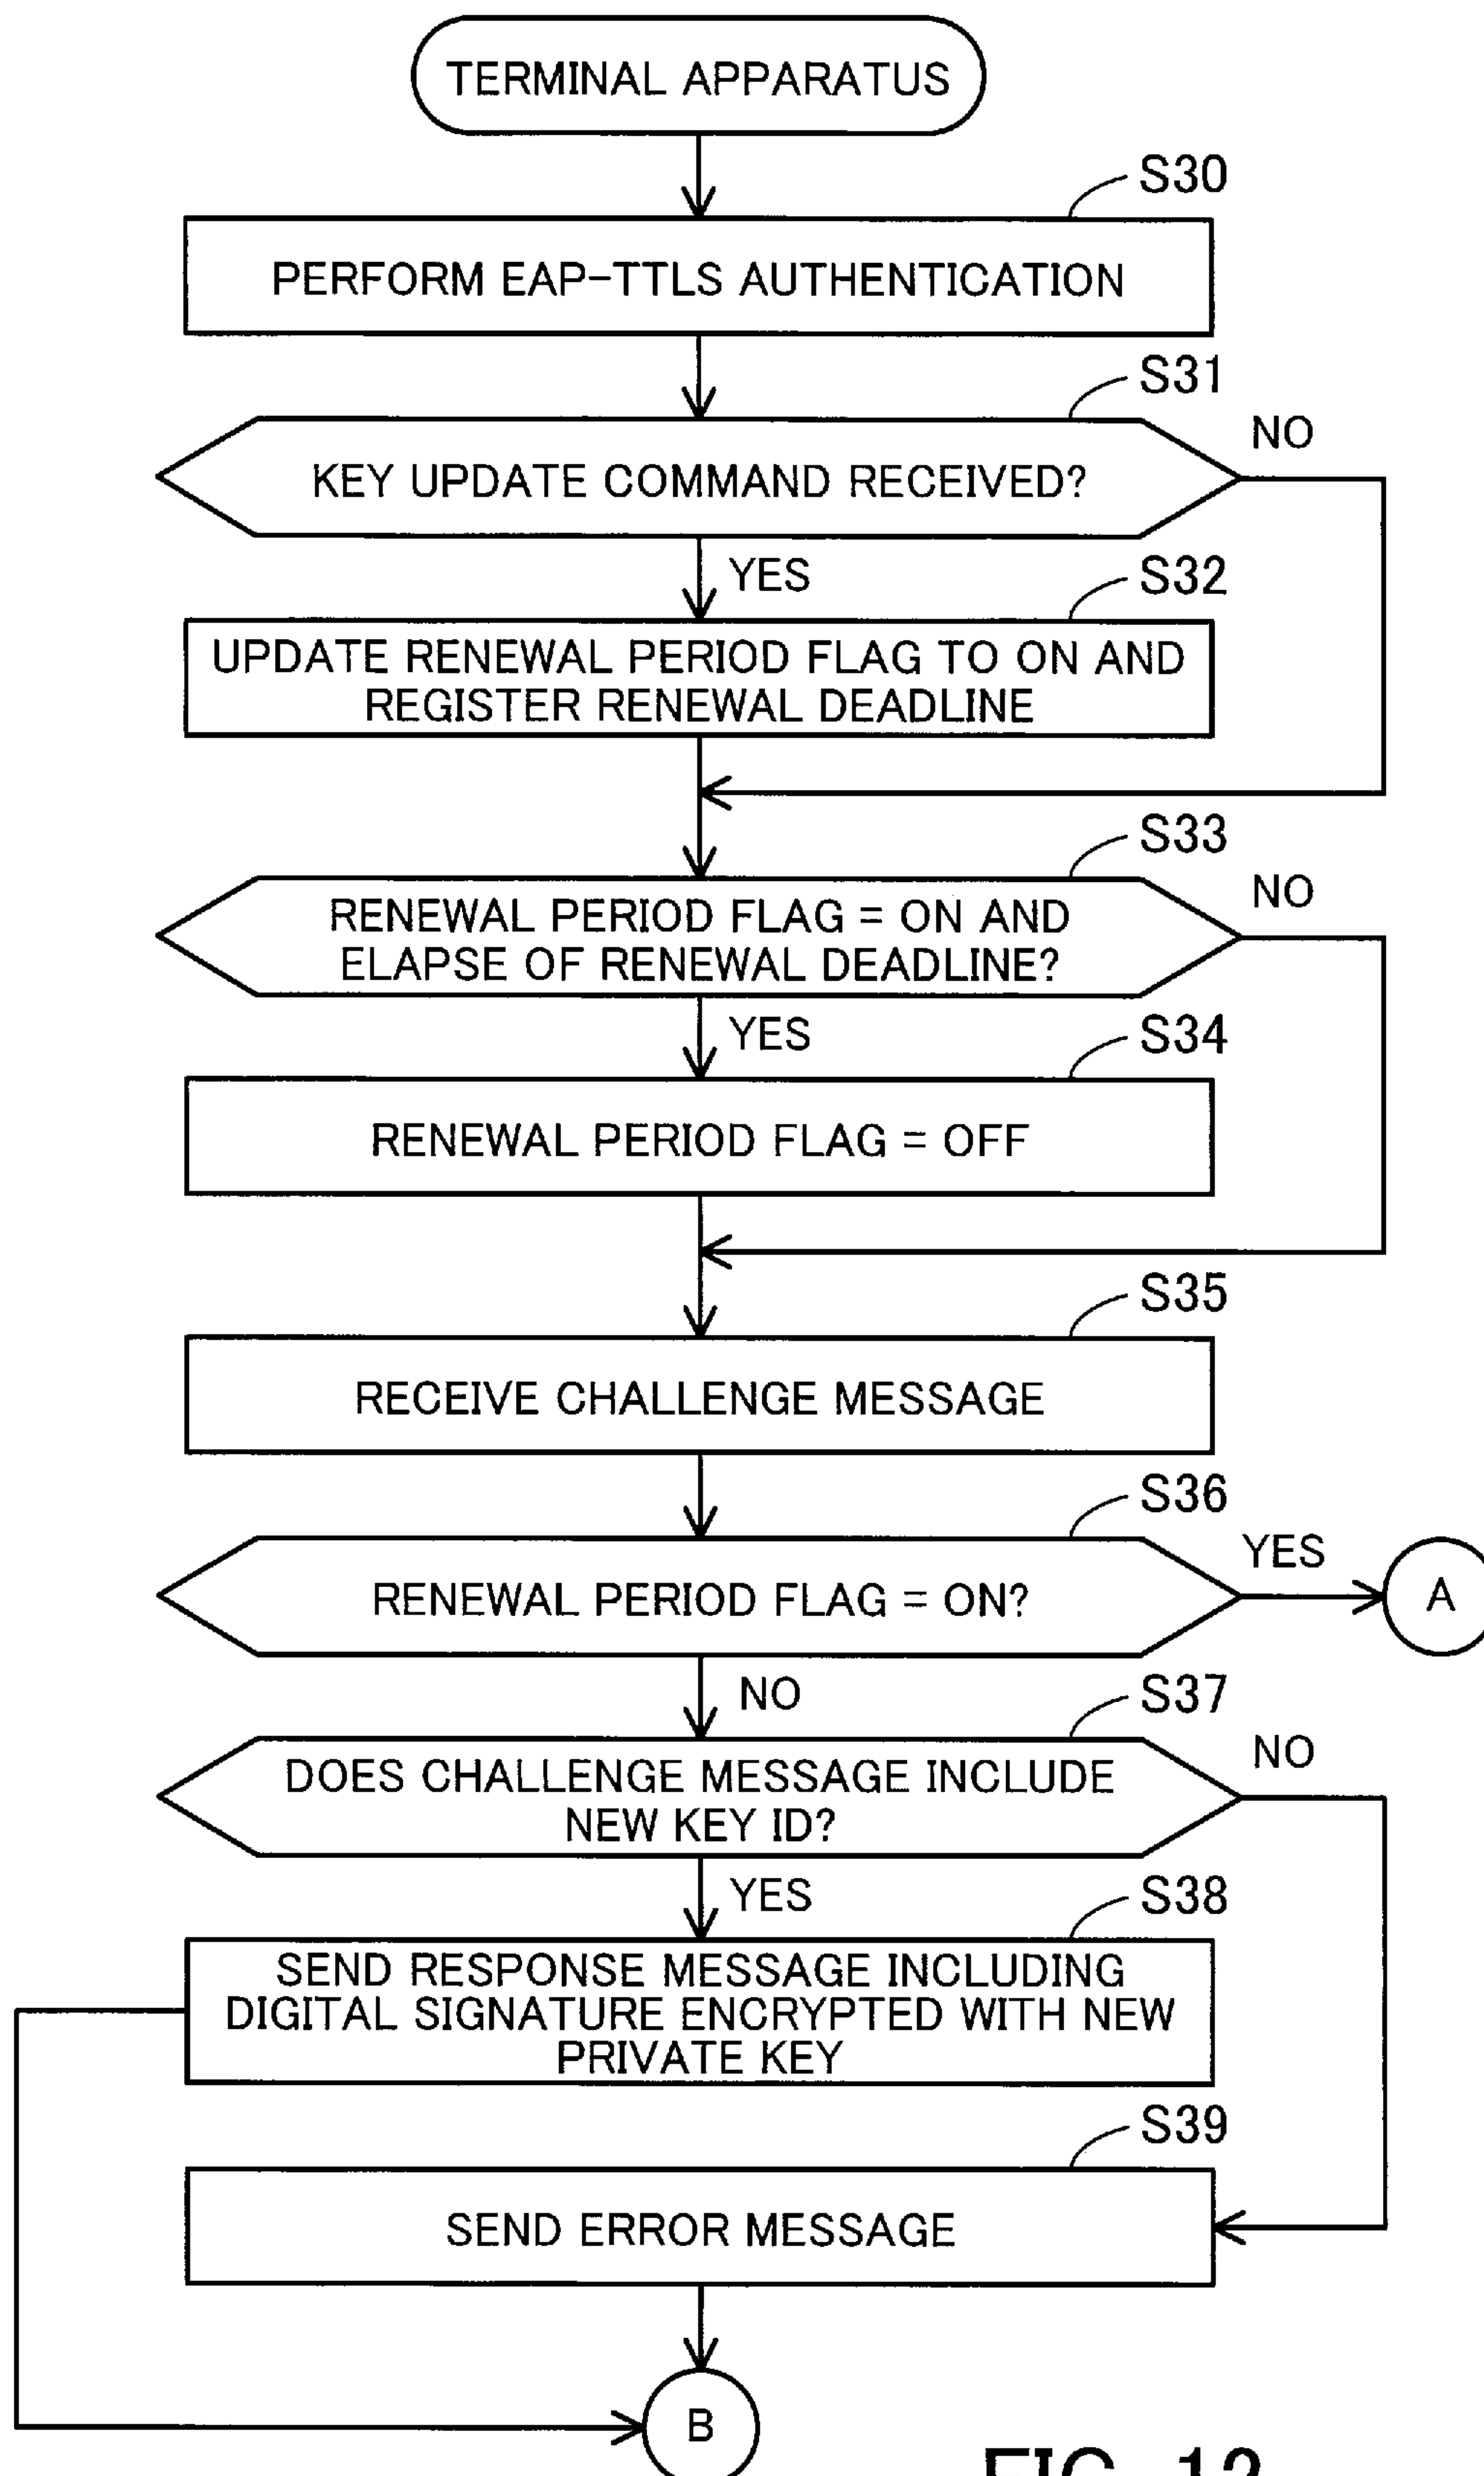 TERMINAL APPARATUS
S30
PERFORM EAP-TTLS AUTHENTICATION
S31
NO
KEY UPDATE COMMAND RECEIVED?
YES
S32
UPDATE RENEWAL PERIOD FLAG TO ON AND
REGISTER RENEWAL DEADLINE
S33
NO
RENEWAL PERIOD FLAG = ON AND
ELAPSE OF RENEWAL DEADLINE?
YES
S34
RENEWAL PERIOD FLAG = OFF
S35
RECEIVE CHALLENGE MESSAGE
S36
YES
RENEWAL PERIOD FLAG = ON?
A
NO
S37
NO
DOES CHALLENGE MESSAGE INCLUDE
NEW KEY ID?
YES
S38
SEND RESPONSE MESSAGE INCLUDING
DIGITAL SIGNATURE ENCRYPTED WITH NEW
PRIVATE KEY
S39
SEND ERROR MESSAGE
B